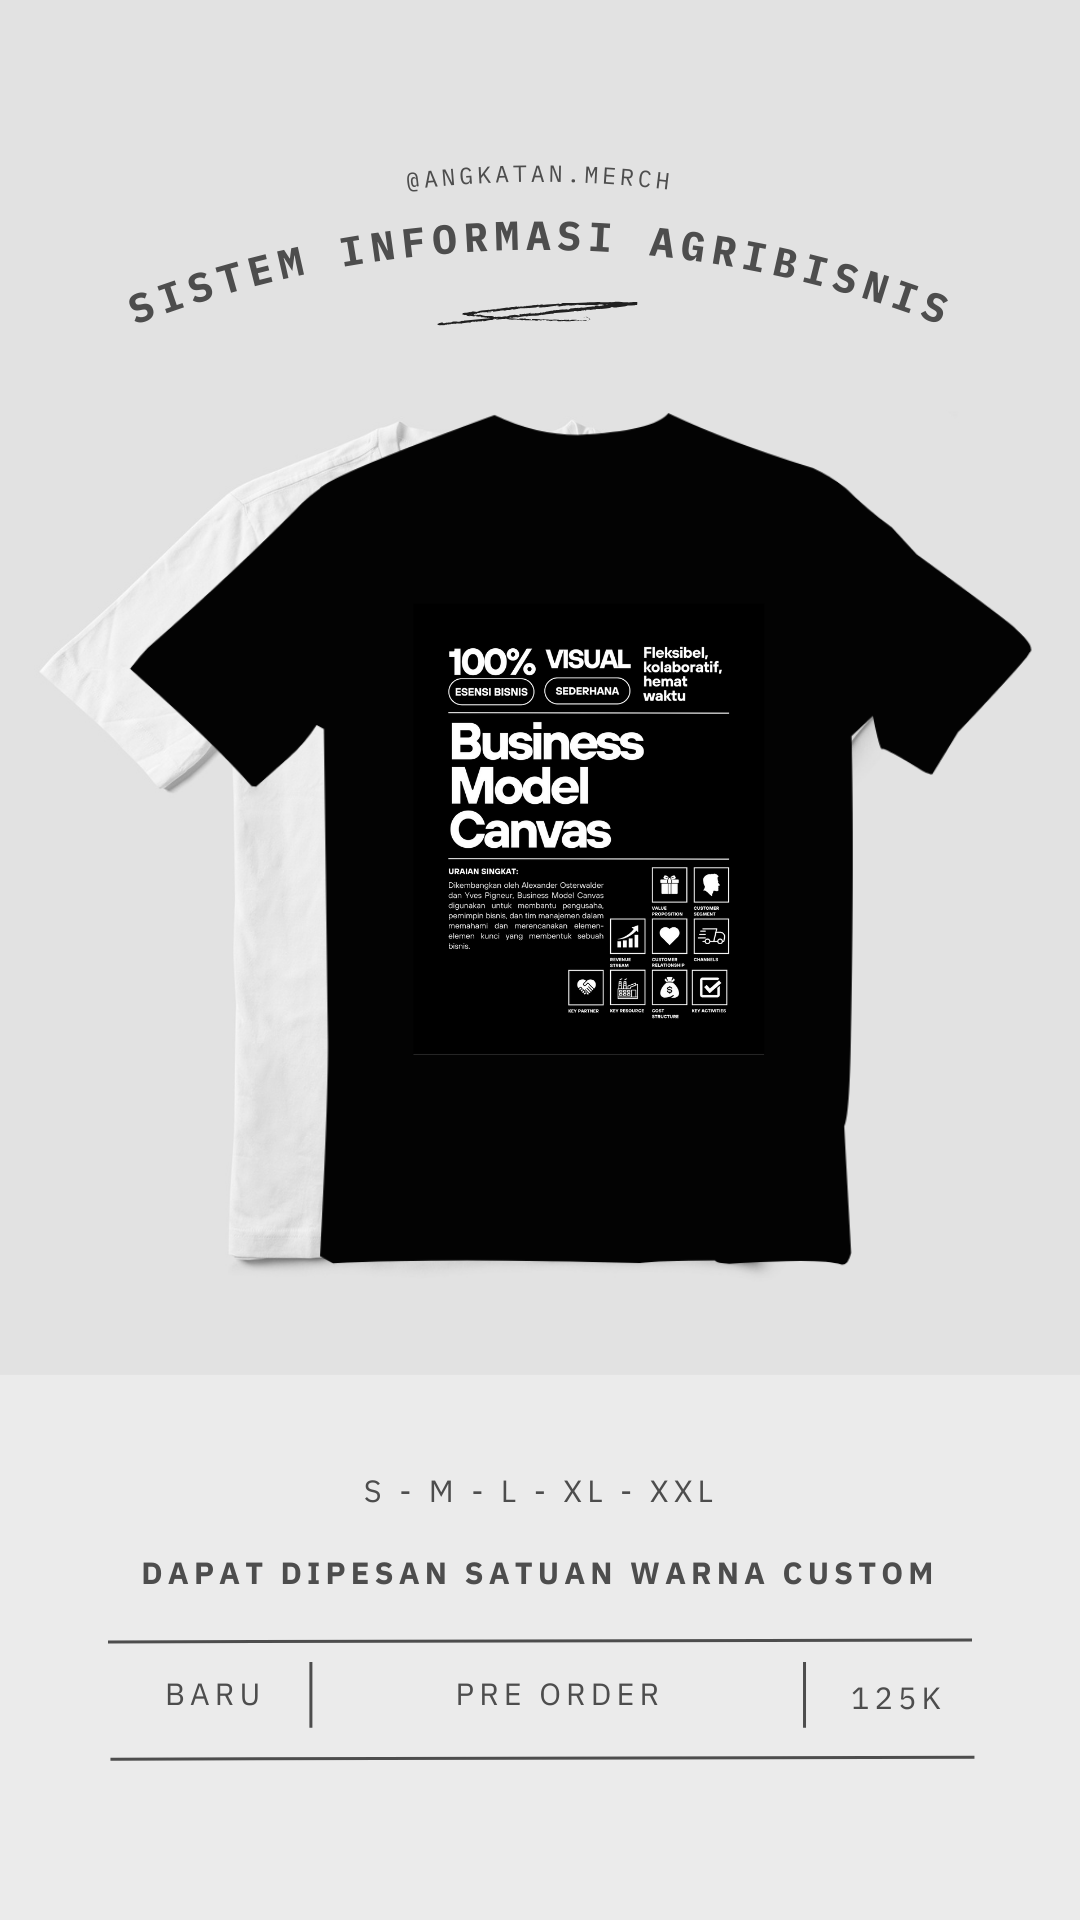 @ANGKATAN.MERCH
SISTEM INFORMASI AGRIBISNIS
100%
VISUAL
Fleksibel,
kolaboratif,
hemat
waktu
ESENSI BISNIS
SEDERHANA
Business
Model
Canvas
URAIAN SINGKAT:
Dikembangkan oleh Alexander Osterwalder
dan Yves Pigneur, Business Model Canvas
digunakan untuk membantu pengusaha,
pemimpin bisnis, dan tim manajemen dalam
memahami dan merencanakan elemen-
elemen kunci yang membentuk sebuah
bisnis.
VALUE
PROPOSITION
CUSTOMER
SEGMENT
REVENUE
STREAM
CUSTOMER
RELATIONSHIP
CHANNELS
KEY PARTNER
KEY RESOURCE
COST
STRUCTURE
KEY ACTIVITIES
S - M - L - XL - XXL
DAPAT DIPESAN SATUAN WARNA CUSTOM
BARU
PRE ORDER
125K